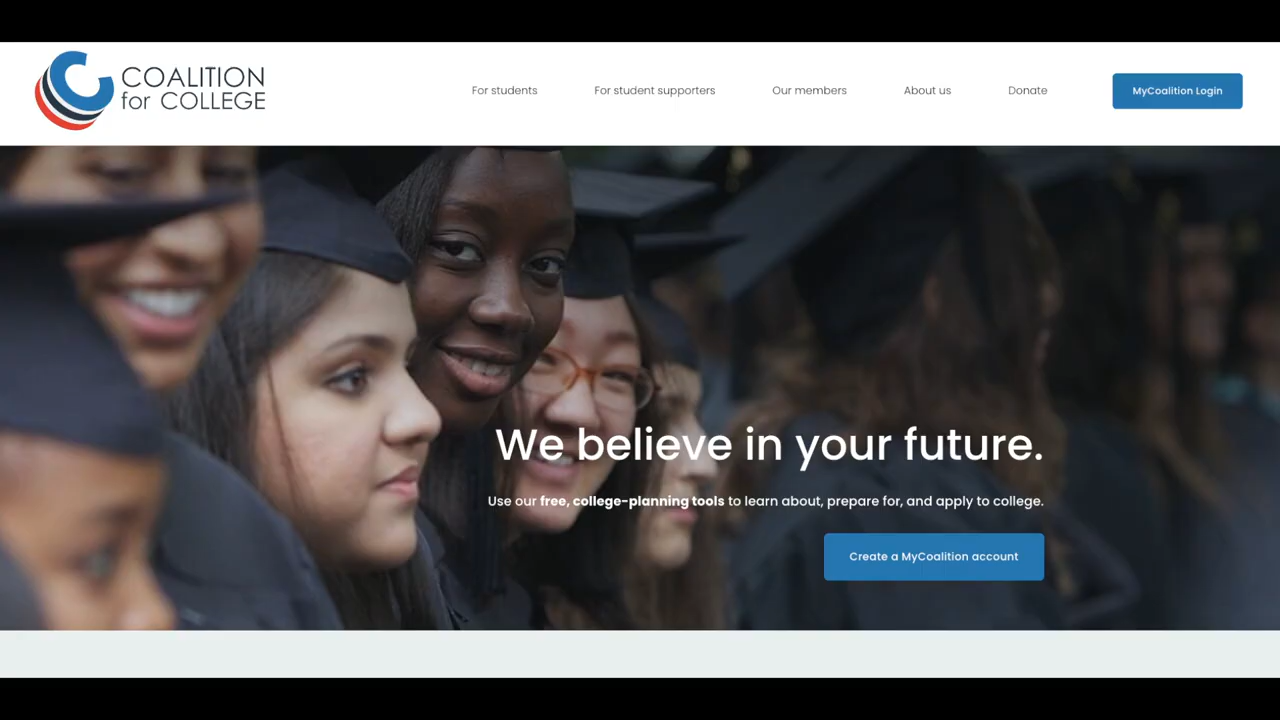 COALITION
for COLLEGE
For students
For student supporters
Our members
About us
Donate
MyCoalition Login
We believe in your future.
Use our free, college-planning tools to learn about, prepare for, and apply to college.
Create a MyCoalition account